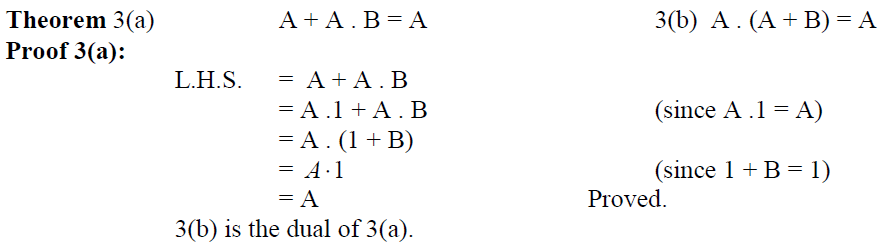 Theorem 3(a) A + A . B = A 3(b) A . (A + B) = A
Proof 3(a):
L.H.S. = A + A . B
= A .1 + A . B (since A .1 = A)
= A . (1 + B)
= A·1 (since 1 + B = 1)
= A Proved.
3(b) is the dual of 3(a).